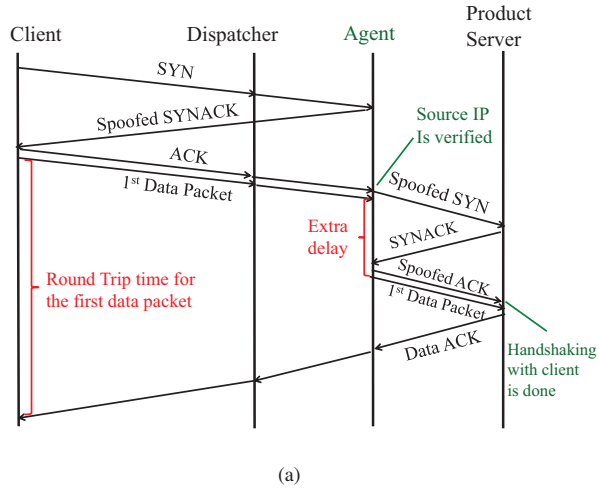 Client
Dispatcher
Agent
Product
Server
SYN
Spoofed SYNACK
Source IP
Is verified
ACK
1st Data Packet
Spoofed SYN
Extra
delay
SYNACK
Round Trip time for
the first data packet
Spoofed ACK
1st Data Packet
Data ACK
Handshaking
with client
is done
(a)